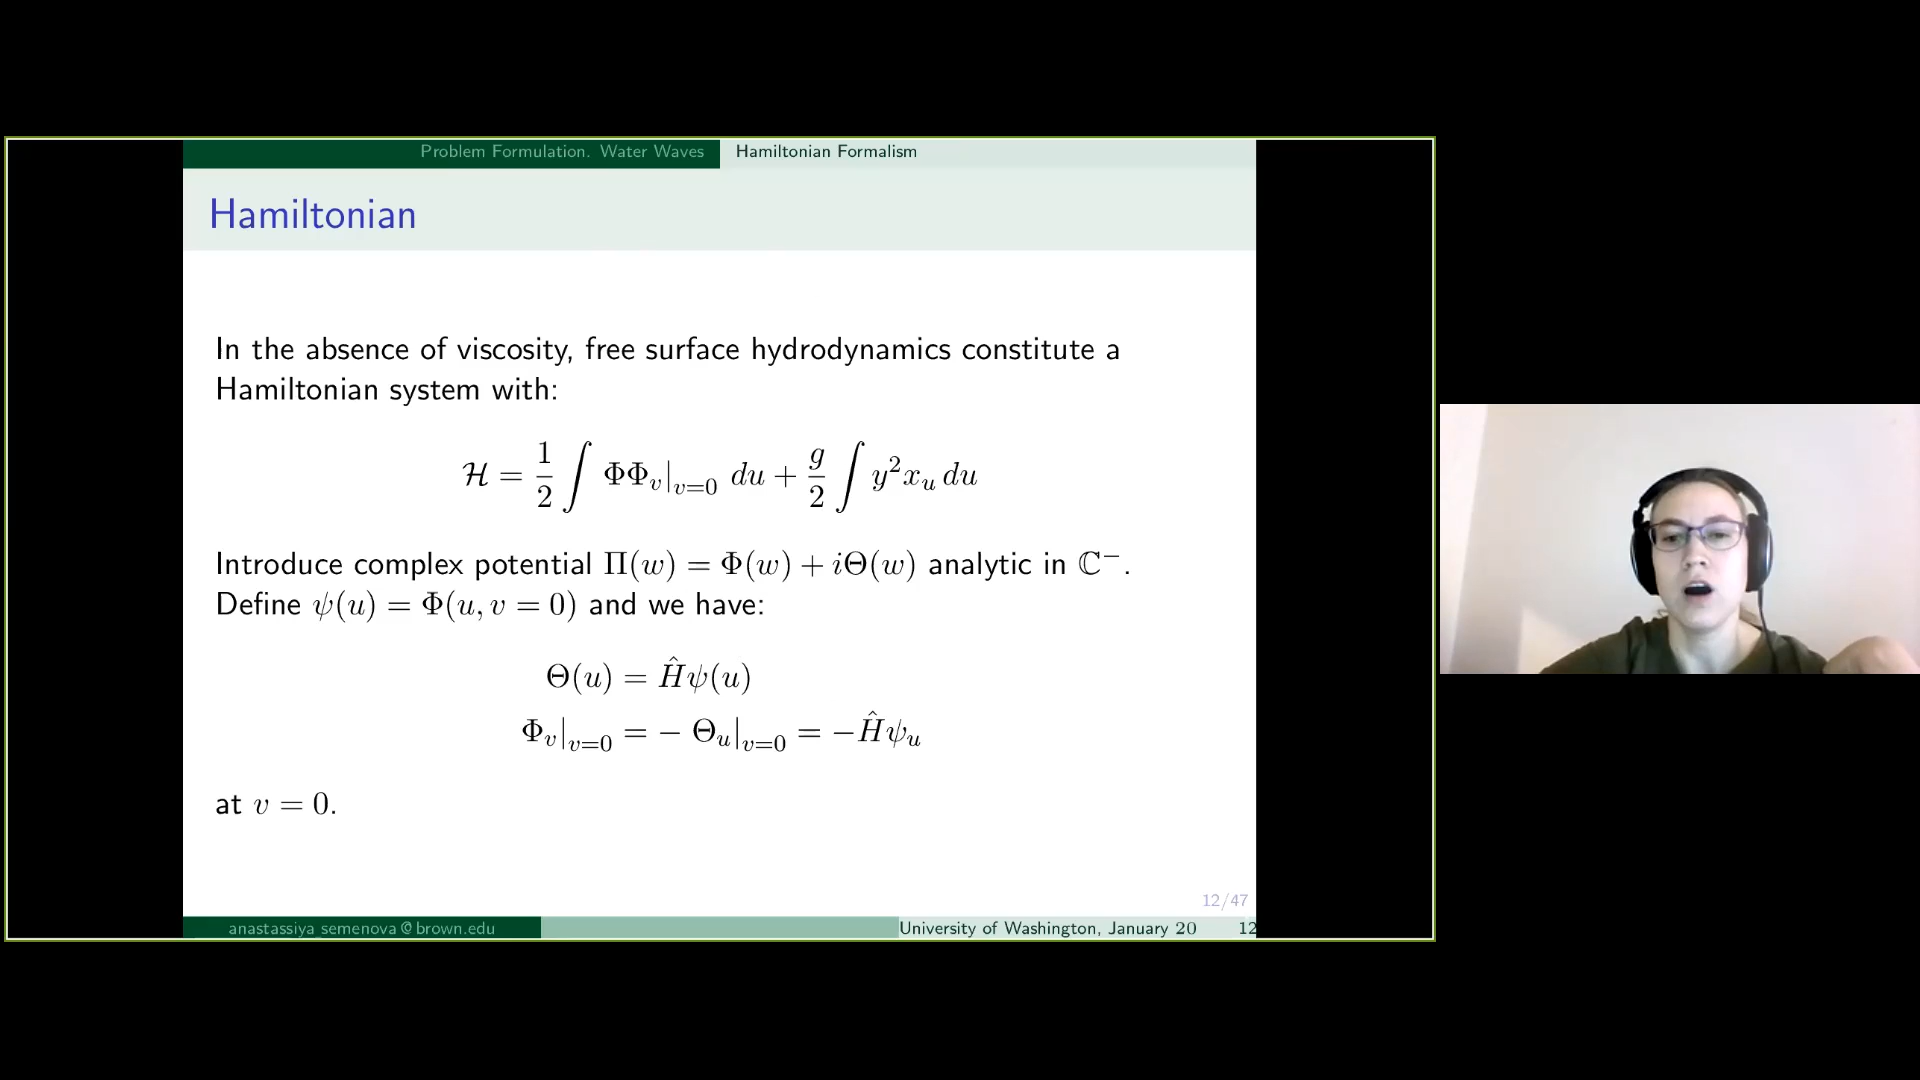 Problem Formulation. Water Waves Hamiltonian Formalism
Hamiltonian
In the absence of viscosity, free surface hydrodynamics constitute a
Hamiltonian system with:
ℋ = 1/2 ∫ ΦΦ_v|_{v=0} du + g/2 ∫ y²x_u du
Introduce complex potential Π(w) = Φ(w) + iΘ(w) analytic in ℂ⁻.
Define ψ(u) = Φ(u, v = 0) and we have:
Θ(u) = Ĥψ(u)
Φ_v|_{v=0} = − Θ_u|_{v=0} = −Ĥψ_u
at v = 0.
12/47
anastassiya_semenova@brown.edu University of Washington, January 20 12